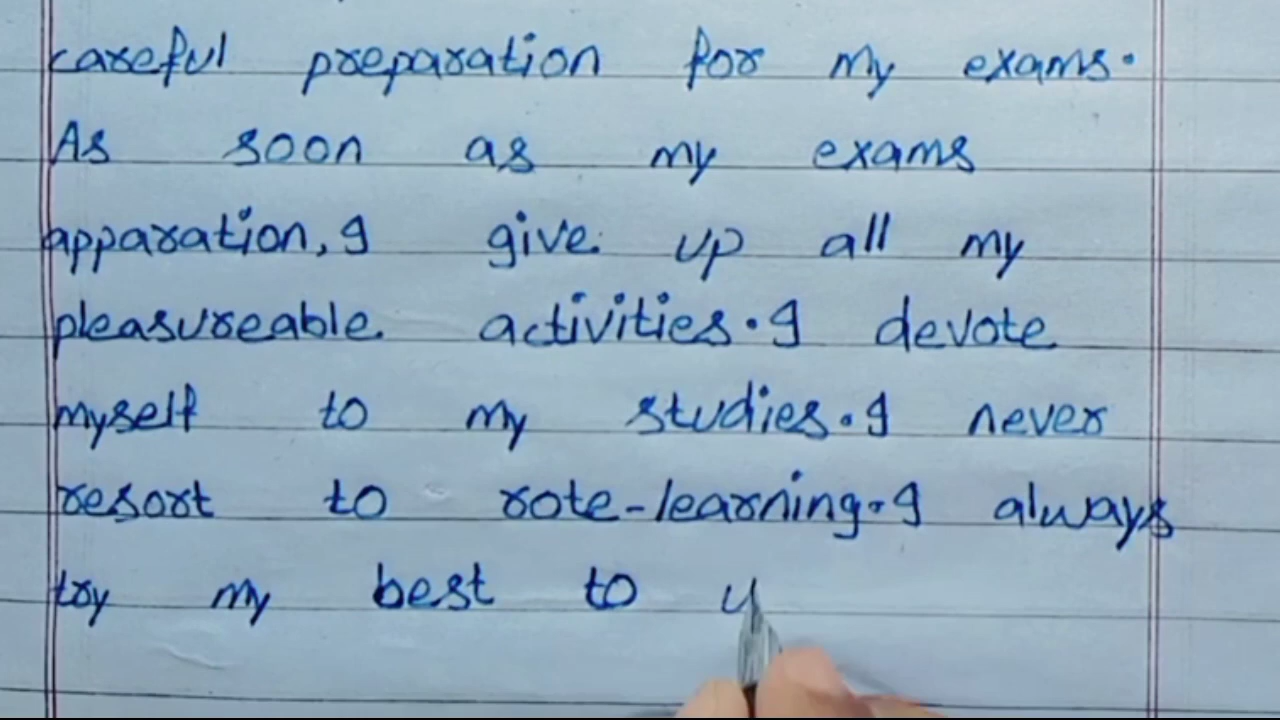 careful preparation for my exams.
As soon as my exams
apparation, I give up all my
pleasureable activities. I devote
myself to my studies. I never
resort to rote-learning. I always
try my best to u